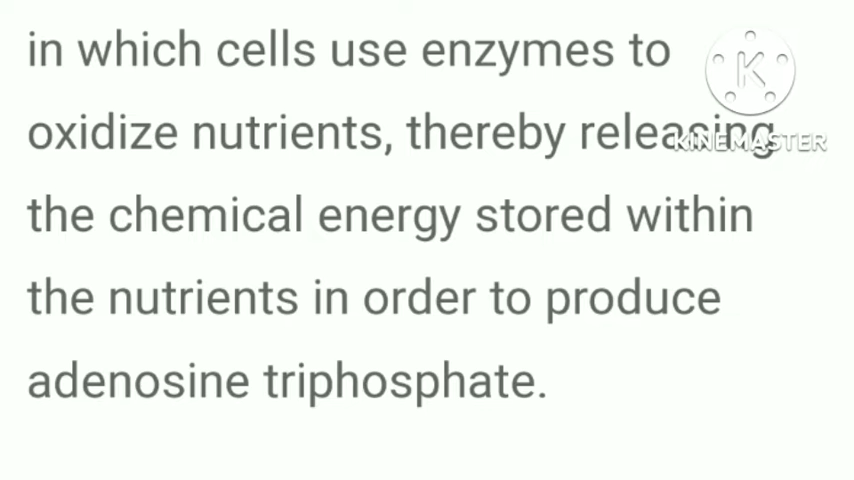 in which cells use enzymes to
oxidize nutrients, thereby releasing
the chemical energy stored within
the nutrients in order to produce
adenosine triphosphate.
K
KINEMASTER